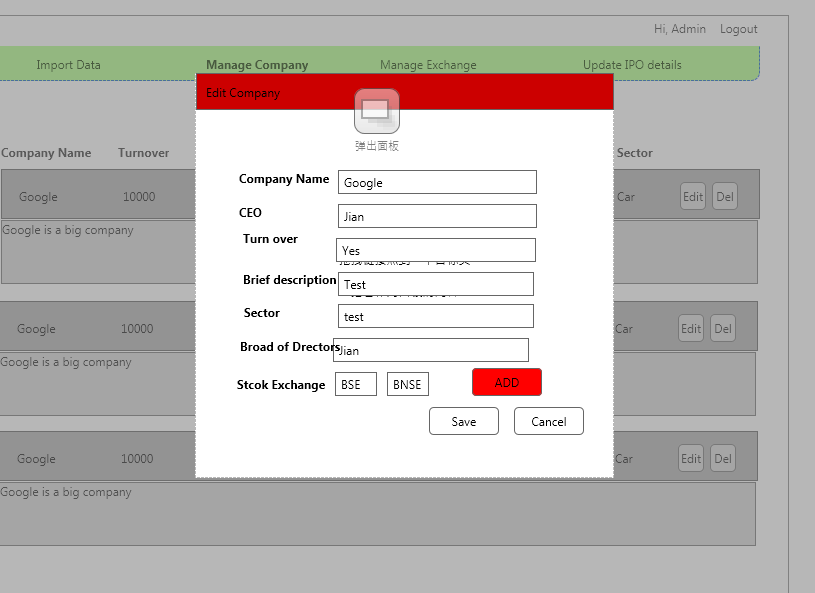 Hi, Admin Logout
Import Data Manage Company Manage Exchange Update IPO details
Edit Company
弹出面板
Company Name Turnover Sector
Google 10000 Car Edit Del
Google is a big company
Company Name Google
CEO Jian
Turn over Yes
Brief description Test
Sector test
Google 10000 Car Edit Del
Broad of Drectors Jian
Google is a big company
Stcok Exchange BSE BNSE ADD
Save Cancel
Google 10000 Car Edit Del
Google is a big company